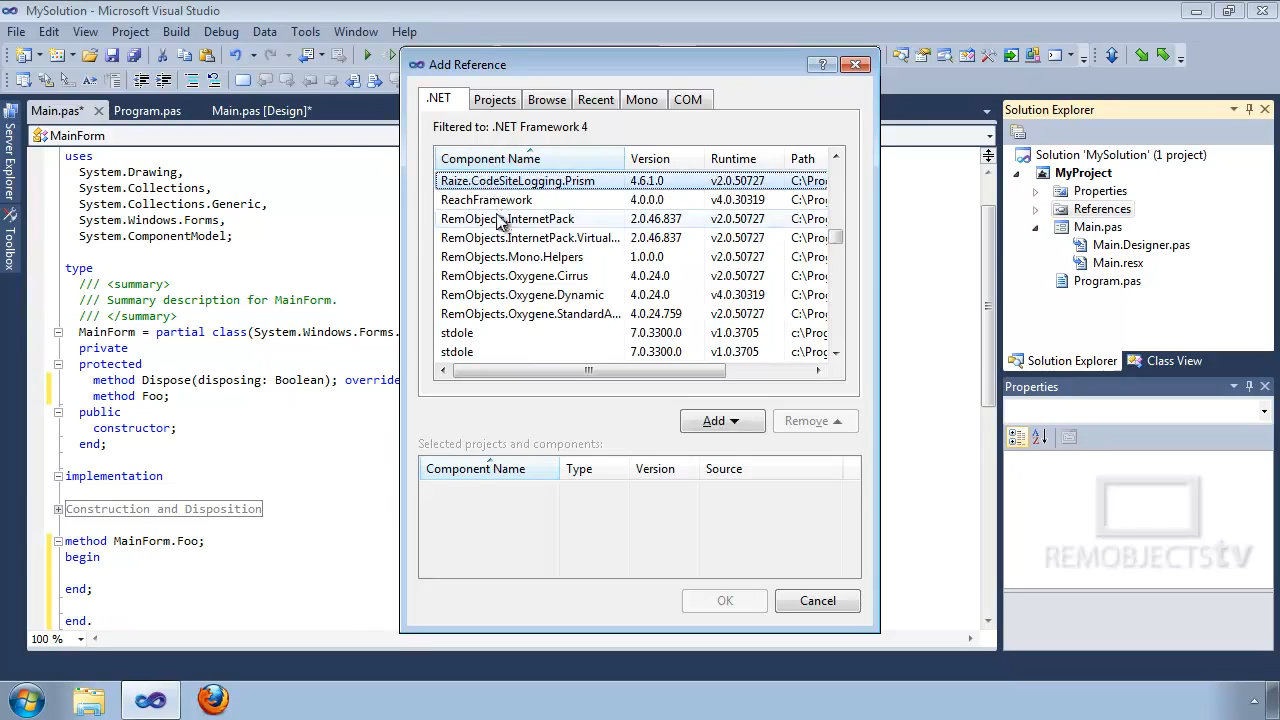 MySolution - Microsoft Visual Studio
File Edit View Project Build Debug Data Tools Window Help
Main.pas* Program.pas Main.pas [Design]*
MainForm
Server Explorer
Toolbox
uses
System.Drawing,
System.Collections,
System.Collections.Generic,
System.Windows.Forms,
System.ComponentModel;
type
/// <summary>
/// Summary description for MainForm.
/// </summary>
MainForm = partial class(System.Windows.Forms.
private
protected
method Dispose(disposing: Boolean); override
method Foo;
public
constructor;
end;
implementation
Construction and Disposition
method MainForm.Foo;
begin
end;
end.
100 %
Add Reference
.NET Projects Browse Recent Mono COM
Filtered to: .NET Framework 4
Component Name Version Runtime Path
Raize.CodeSiteLogging.Prism 4.6.1.0 v2.0.50727 C:\Pro
ReachFramework 4.0.0.0 v4.0.30319 C:\Pro
RemObjects.InternetPack 2.0.46.837 v2.0.50727 C:\Pro
RemObjects.InternetPack.Virtual... 2.0.46.837 v2.0.50727 C:\Pro
RemObjects.Mono.Helpers 1.0.0.0 v2.0.50727 C:\Pro
RemObjects.Oxygene.Cirrus 4.0.24.0 v2.0.50727 C:\Pro
RemObjects.Oxygene.Dynamic 4.0.24.0 v4.0.30319 C:\Pro
RemObjects.Oxygene.StandardA... 4.0.24.759 v2.0.50727 C:\Pro
stdole 7.0.3300.0 v1.0.3705 c:\Pro
stdole 7.0.3300.0 v1.0.3705 c:\Pro
Add Remove
Selected projects and components:
Component Name Type Version Source
OK Cancel
Solution Explorer
Solution 'MySolution' (1 project)
MyProject
Properties
References
Main.pas
Main.Designer.pas
Main.resx
Program.pas
Solution Explorer Class View
Properties
REMOBJECTStv